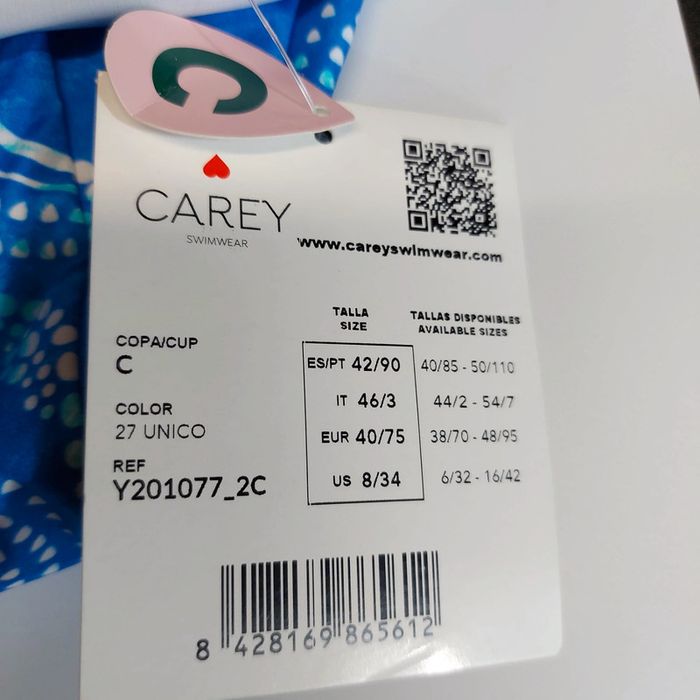 C
CAREY
SWIMWEAR
www.careyswimwear.com
TALLA
SIZE
TALLAS DISPONIBLES
AVAILABLE SIZES
COPA/CUP
C
COLOR
27 UNICO
REF
Y201077_2C
ES/PT 42/90 40/85 - 50/110
IT 46/3 44/2 - 54/7
EUR 40/75 38/70 - 48/95
US 8/34 6/32 - 16/42
8 428169 865612